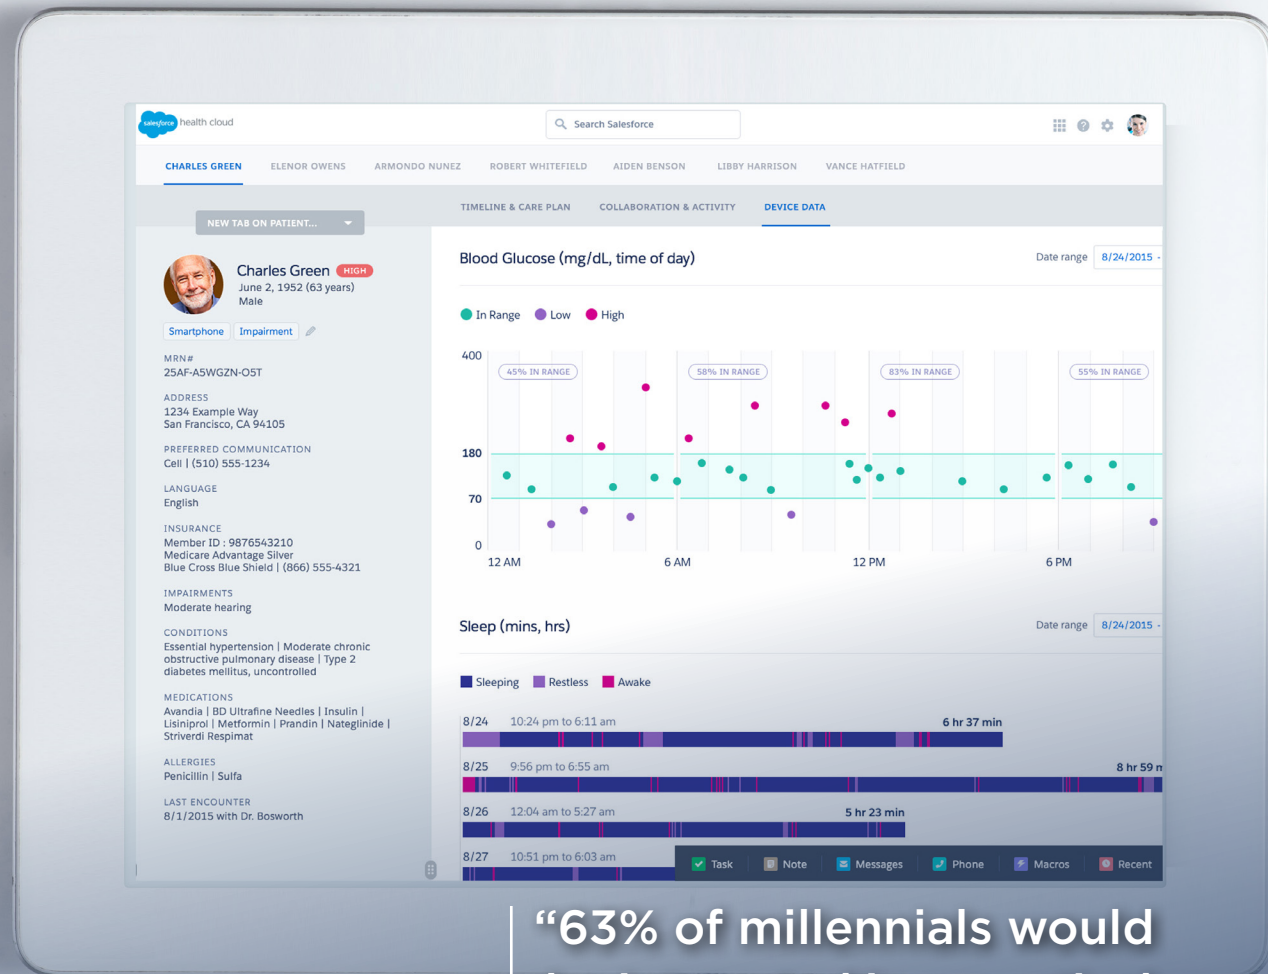 salesforce health cloud
Search Salesforce
CHARLES GREEN ELENOR OWENS ARMONDO NUNEZ ROBERT WHITEFIELD AIDEN BENSON LIBBY HARRISON VANCE HATFIELD
NEW TAB ON PATIENT...
TIMELINE & CARE PLAN COLLABORATION & ACTIVITY DEVICE DATA
Charles Green HIGH
June 2, 1952 (63 years)
Male
Smartphone Impairment
MRN#
25AF-A5WGZN-O5T
ADDRESS
1234 Example Way
San Francisco, CA 94105
PREFERRED COMMUNICATION
Cell | (510) 555-1234
LANGUAGE
English
INSURANCE
Member ID : 9876543210
Medicare Advantage Silver
Blue Cross Blue Shield | (866) 555-4321
IMPAIRMENTS
Moderate hearing
CONDITIONS
Essential hypertension | Moderate chronic
obstructive pulmonary disease | Type 2
diabetes mellitus, uncontrolled
MEDICATIONS
Avandia | BD Ultrafine Needles | Insulin |
Lisiniprol | Metformin | Prandin | Nateglinide |
Striverdi Respimat
ALLERGIES
Penicillin | Sulfa
LAST ENCOUNTER
8/1/2015 with Dr. Bosworth
Blood Glucose (mg/dL, time of day)
Date range 8/24/2015 -
In Range Low High
400
45% IN RANGE 58% IN RANGE 83% IN RANGE 55% IN RANGE
180
70
0
12 AM 6 AM 12 PM 6 PM
Sleep (mins, hrs)
Date range 8/24/2015 -
Sleeping Restless Awake
8/24 10:24 pm to 6:11 am 6 hr 37 min
8/25 9:56 pm to 6:55 am 8 hr 59 m
8/26 12:04 am to 5:27 am 5 hr 23 min
8/27 10:51 pm to 6:03 am
Task Note Messages Phone Macros Recent
“63% of millennials would